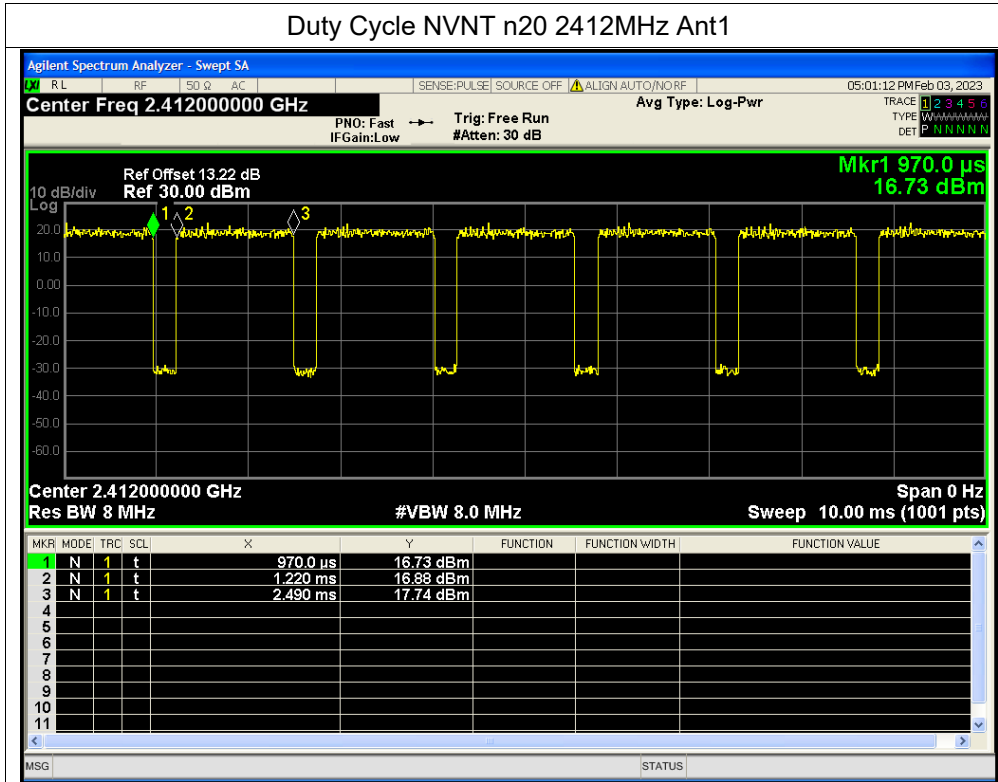 Duty Cycle NVNT n20 2412MHz Ant1
Agilent Spectrum Analyzer - Swept SA
LXI RL RF 50 Ω AC SENSE:PULSE SOURCE OFF ALIGN AUTO/NO RF 05:01:12 PM Feb 03, 2023
Center Freq 2.412000000 GHz Avg Type: Log-Pwr TRACE 1 2 3 4 5 6
PNO: Fast Trig: Free Run TYPE W
IFGain:Low #Atten: 30 dB DET P N N N N N
Mkr1 970.0 µs
Ref Offset 13.22 dB
10 dB/div Ref 30.00 dBm 16.73 dBm
Log
1 2 3
20.0
10.0
0.00
-10.0
-20.0
-30.0
-40.0
-50.0
-60.0
Center 2.412000000 GHz Span 0 Hz
Res BW 8 MHz #VBW 8.0 MHz Sweep 10.00 ms (1001 pts)
MKR MODE TRC SCL X Y FUNCTION FUNCTION WIDTH FUNCTION VALUE
1 N 1 t 970.0 µs 16.73 dBm
2 N 1 t 1.220 ms 16.88 dBm
3 N 1 t 2.490 ms 17.74 dBm
4
5
6
7
8
9
10
11
MSG STATUS